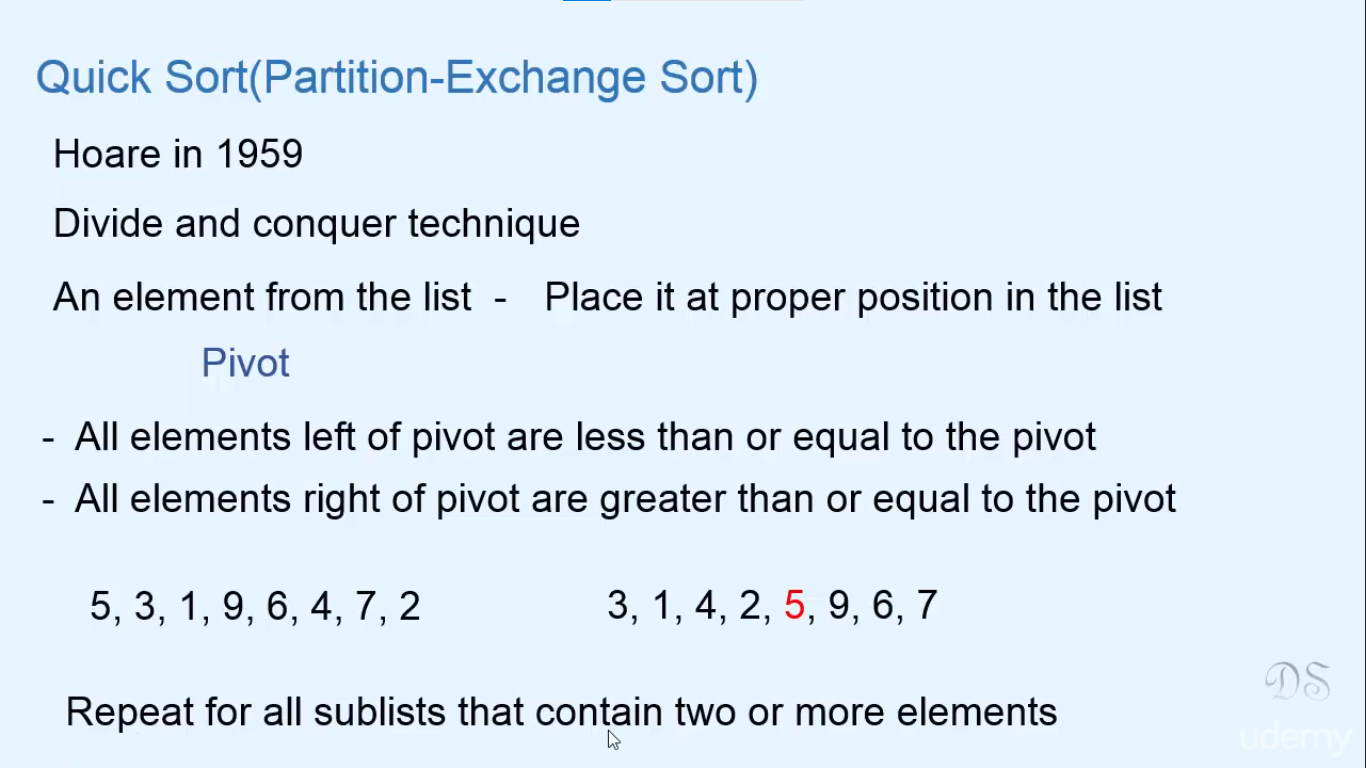 Quick Sort(Partition-Exchange Sort)
Hoare in 1959
Divide and conquer technique
An element from the list - Place it at proper position in the list
Pivot
- All elements left of pivot are less than or equal to the pivot
- All elements right of pivot are greater than or equal to the pivot
5, 3, 1, 9, 6, 4, 7, 2 3, 1, 4, 2, 5, 9, 6, 7
Repeat for all sublists that contain two or more elements
DS
udemy